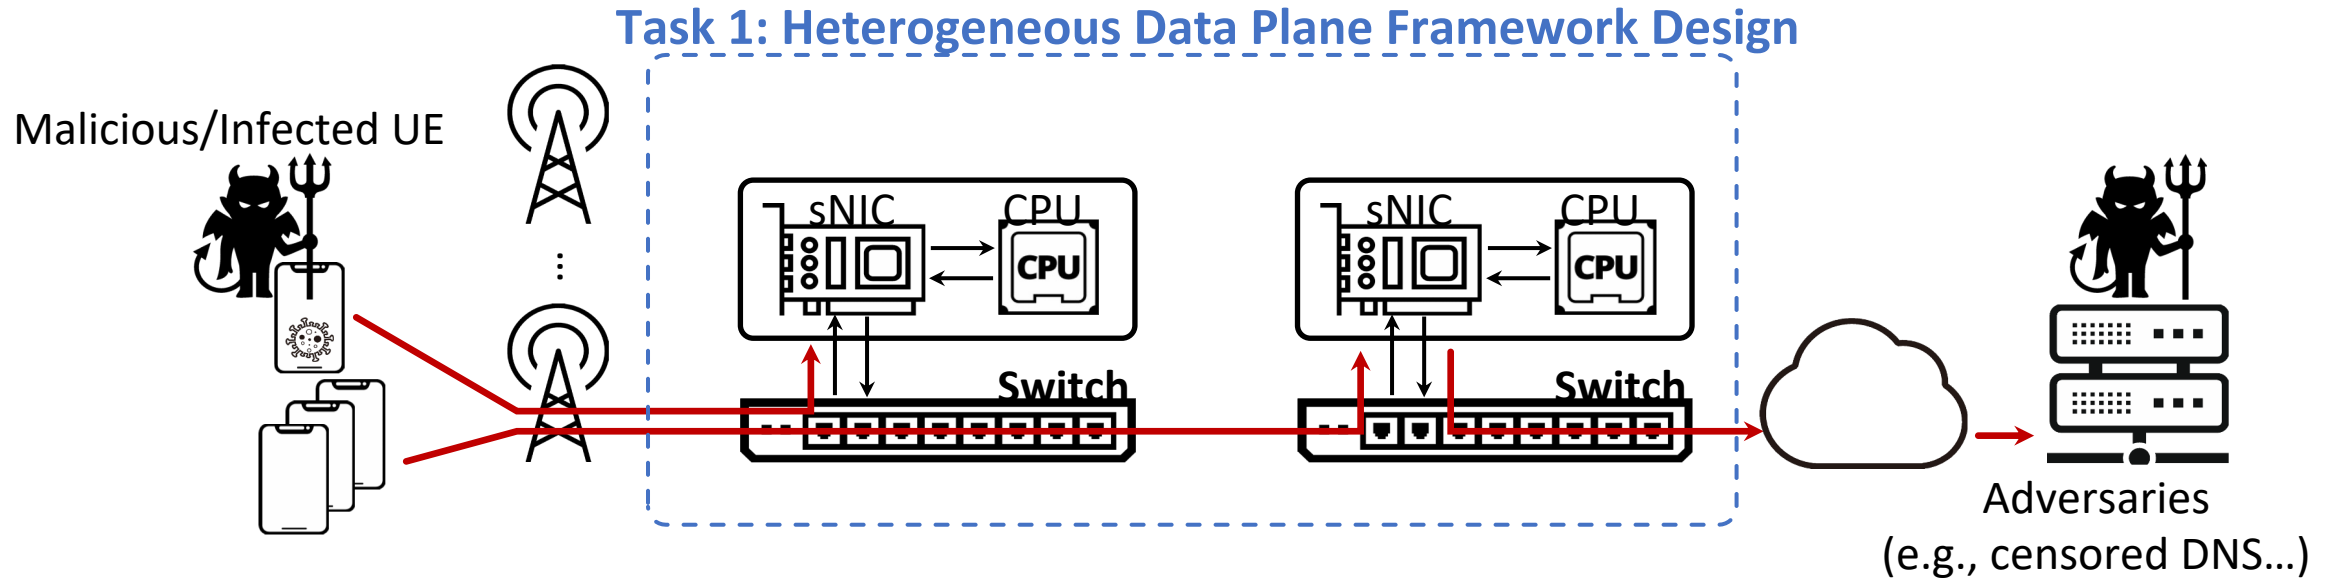 Task 1: Heterogeneous Data Plane Framework Design
Malicious/Infected UE
...
sNIC
CPU
CPU
Switch
sNIC
CPU
CPU
Switch
Adversaries
(e.g., censored DNS...)